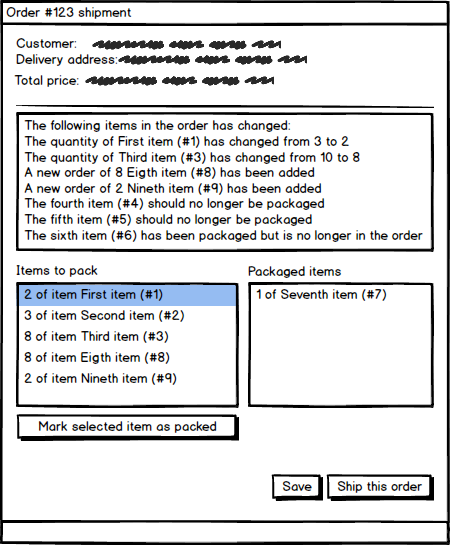 Order #123 shipment
Customer:
Delivery address:
Total price:
The following items in the order has changed:
The quantity of First item (#1) has changed from 3 to 2
The quantity of Third item (#3) has changed from 10 to 8
A new order of 8 Eigth item (#8) has been added
A new order of 2 Nineth item (#9) has been added
The fourth item (#4) should no longer be packaged
The fifth item (#5) should no longer be packaged
The sixth item (#6) has been packaged but is no longer in the order
Items to pack
2 of item First item (#1)
3 of item Second item (#2)
8 of item Third item (#3)
8 of item Eigth item (#8)
2 of item Nineth item (#9)
Mark selected item as packed
Packaged items
1 of Seventh item (#7)
Save
Ship this order